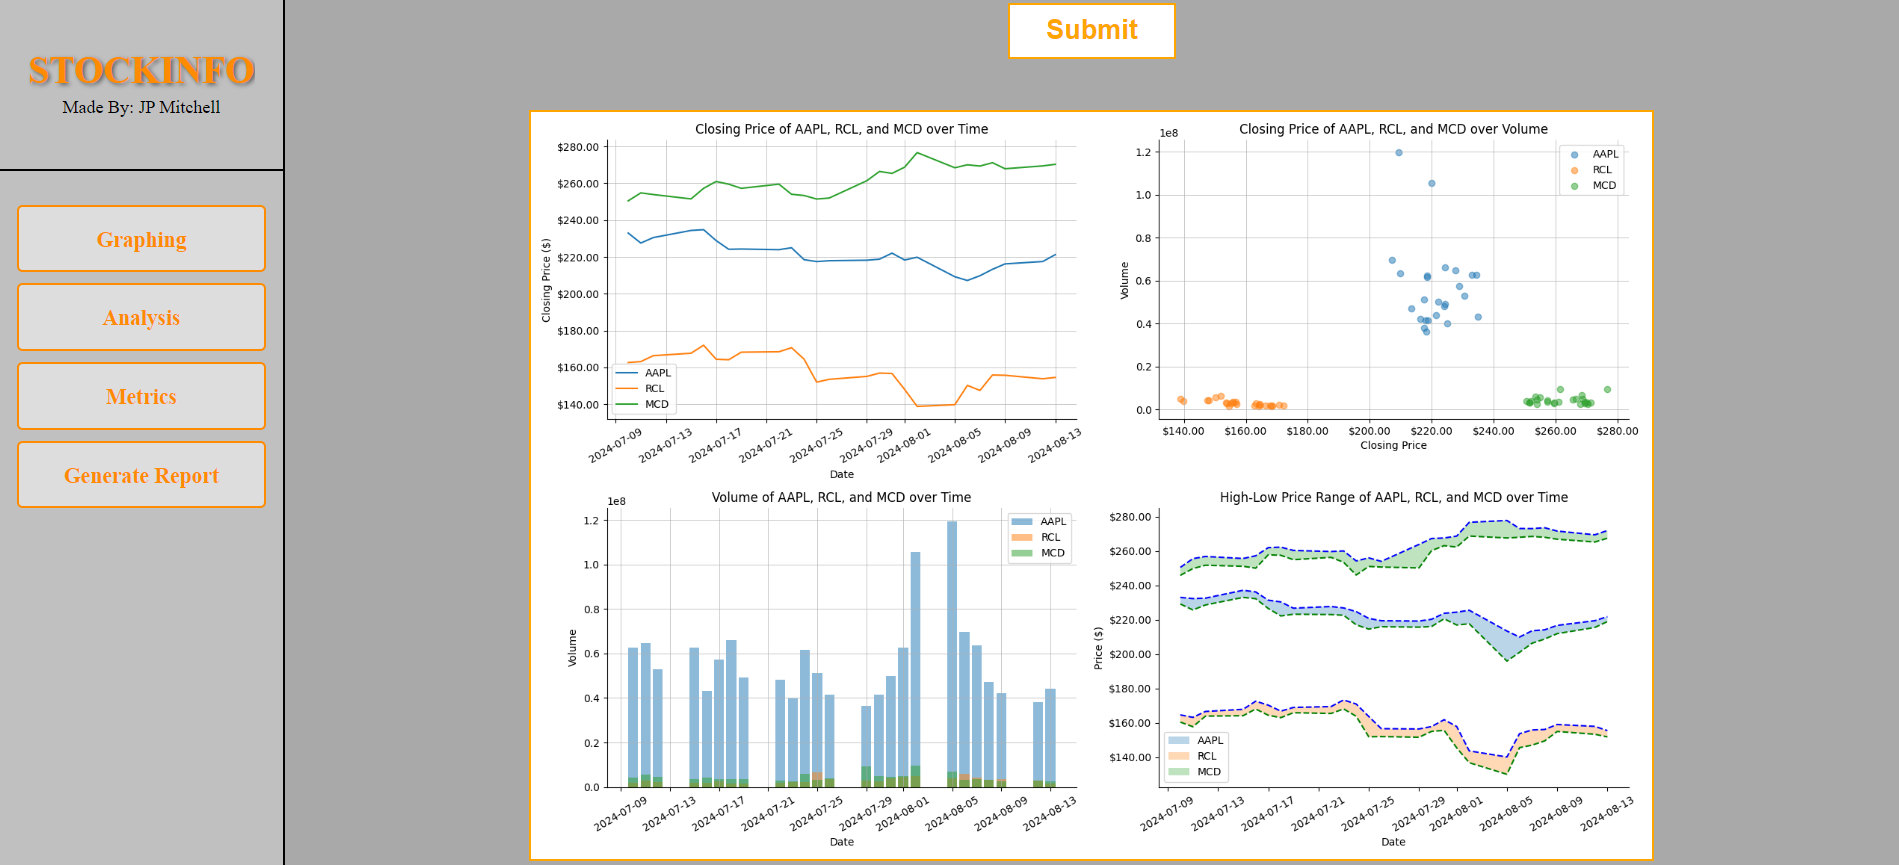 STOCKINFO
Made By: JP Mitchell
Graphing
Analysis
Metrics
Generate Report
Submit
Closing Price of AAPL, RCL, and MCD over Time
$280.00
$260.00
$240.00
$220.00
$200.00
$180.00
$160.00
$140.00
Closing Price ($)
AAPL
RCL
MCD
2024-07-09
2024-07-13
2024-07-17
2024-07-21
2024-07-25
2024-07-29
2024-08-01
2024-08-05
2024-08-09
2024-08-13
Date
Closing Price of AAPL, RCL, and MCD over Volume
1e8
1.2
1.0
0.8
0.6
0.4
0.2
0.0
Volume
AAPL
RCL
MCD
$140.00 $160.00 $180.00 $200.00 $220.00 $240.00 $260.00 $280.00
Closing Price
Volume of AAPL, RCL, and MCD over Time
1e8
1.2
1.0
0.8
0.6
0.4
0.2
0.0
Volume
AAPL
RCL
MCD
2024-07-09
2024-07-13
2024-07-17
2024-07-21
2024-07-25
2024-07-29
2024-08-01
2024-08-05
2024-08-09
2024-08-13
Date
High-Low Price Range of AAPL, RCL, and MCD over Time
$280.00
$260.00
$240.00
$220.00
$200.00
$180.00
$160.00
$140.00
Price ($)
AAPL
RCL
MCD
2024-07-09
2024-07-13
2024-07-17
2024-07-21
2024-07-25
2024-07-29
2024-08-01
2024-08-05
2024-08-09
2024-08-13
Date